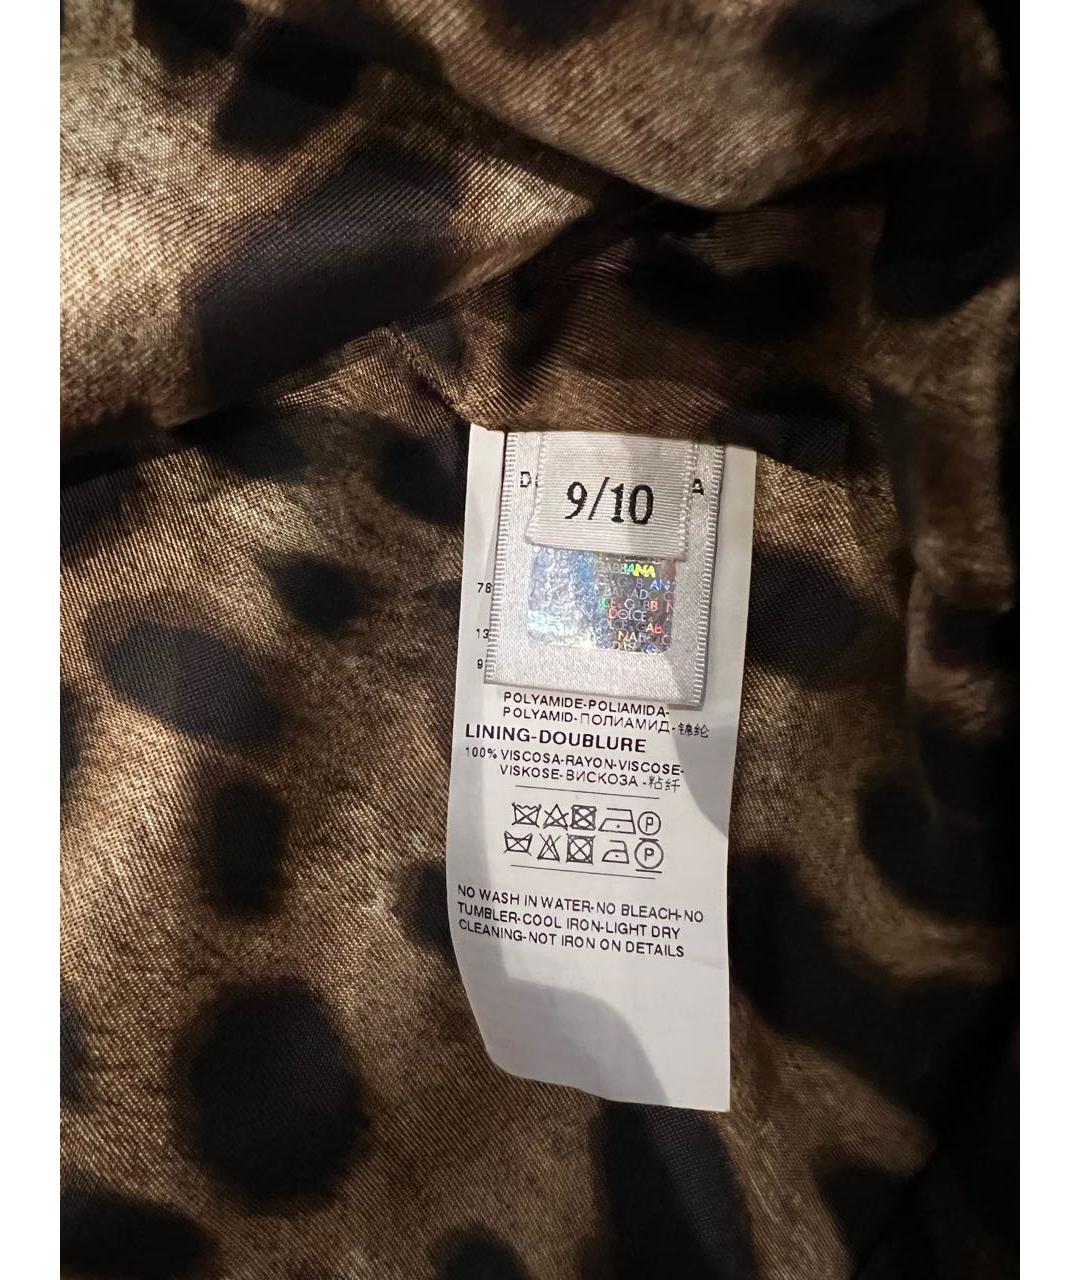 9/10
78
13
9
POLYAMIDE-POLIAMIDA-
POLYAMID-ПОЛИАМИД-锦纶
LINING-DOUBLURE
100% VISCOSA-RAYON-VISCOSE-
VISKOSE-ВИСКОЗА-粘纤
P
P
NO WASH IN WATER-NO BLEACH-NO
TUMBLER-COOL IRON-LIGHT DRY
CLEANING-NOT IRON ON DETAILS